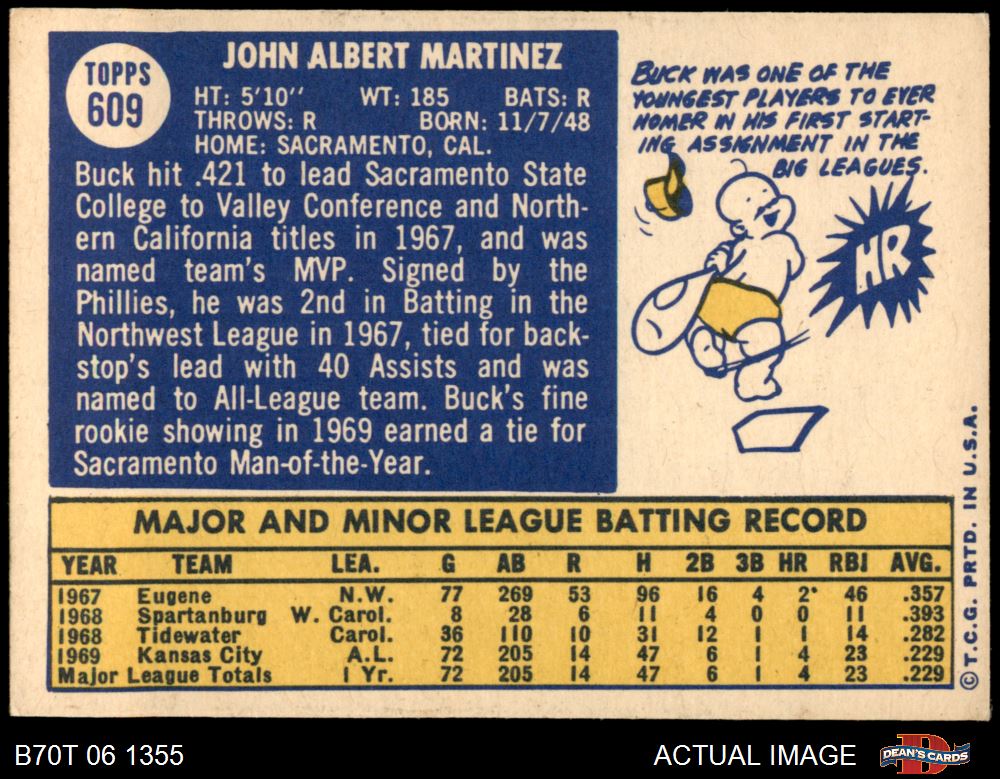 TOPPS
609
JOHN ALBERT MARTINEZ
HT: 5'10'' WT: 185 BATS: R
THROWS: R BORN: 11/7/48
HOME: SACRAMENTO, CAL.
Buck hit .421 to lead Sacramento State
College to Valley Conference and North-
ern California titles in 1967, and was
named team's MVP. Signed by the
Phillies, he was 2nd in Batting in the
Northwest League in 1967, tied for back-
stop's lead with 40 Assists and was
named to All-League team. Buck's fine
rookie showing in 1969 earned a tie for
Sacramento Man-of-the-Year.
BUCK WAS ONE OF THE
YOUNGEST PLAYERS TO EVER
HOMER IN HIS FIRST START-
ING ASSIGNMENT IN THE
BIG LEAGUES.
HR
MAJOR AND MINOR LEAGUE BATTING RECORD
YEAR TEAM LEA. G AB R H 2B 3B HR RBI AVG.
1967 Eugene N.W. 77 269 53 96 16 4 2• 46 .357
1968 Spartanburg W. Carol. 8 28 6 11 4 0 0 11 .393
1968 Tidewater Carol. 36 110 10 31 12 1 1 14 .282
1969 Kansas City A.L. 72 205 14 47 6 1 4 23 .229
Major League Totals 1 Yr. 72 205 14 47 6 1 4 23 .229
©T.C.G. PRTD. IN U.S.A.
B70T 06 1355 ACTUAL IMAGE
D
DEAN'S CARDS